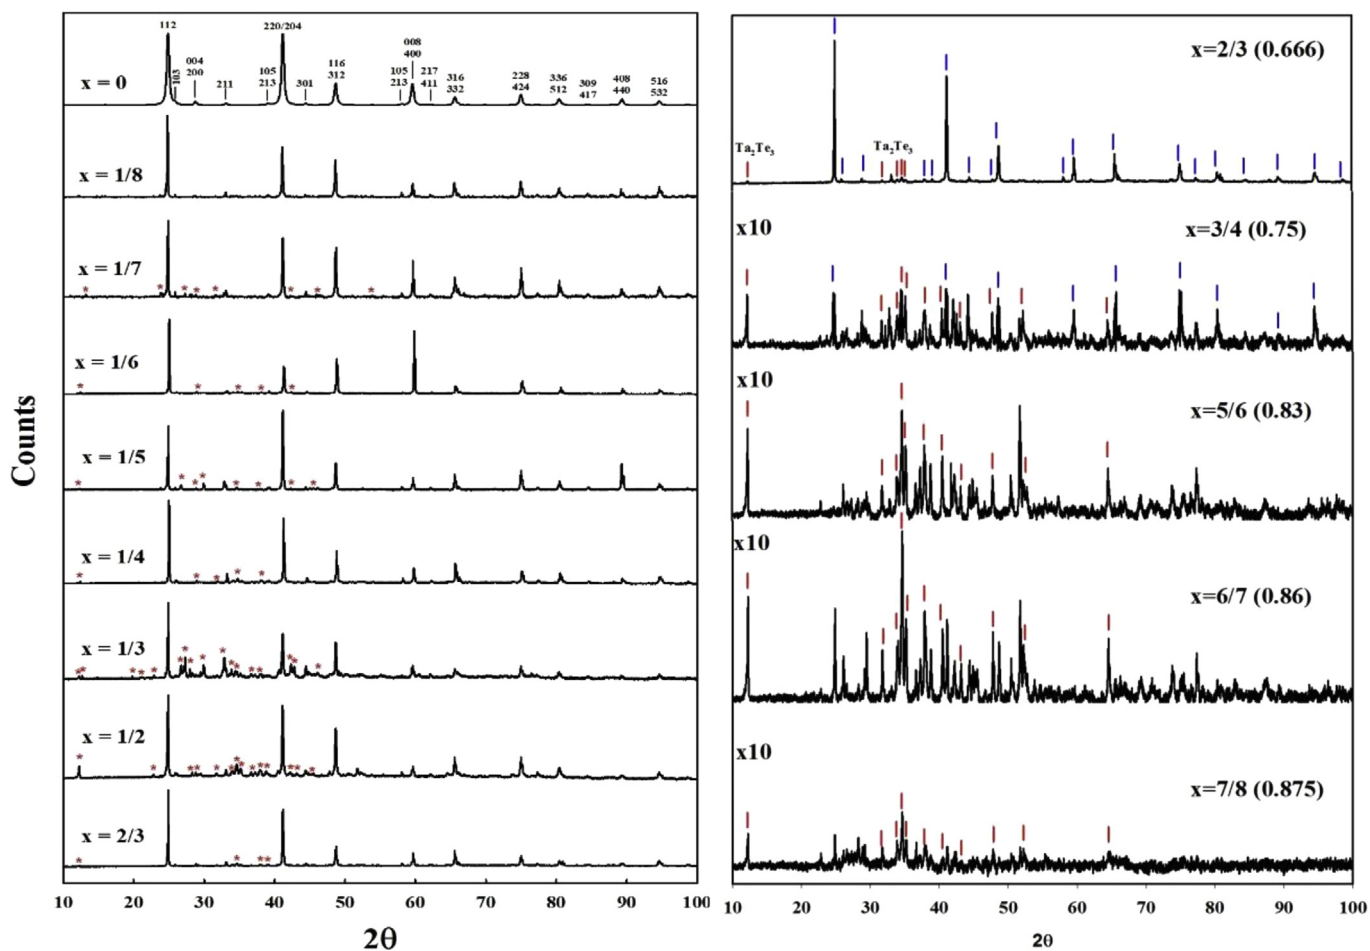 112
103
004
200
211
105
213
220/204
301
116
312
105
213
008
400
217
411
316
332
228
424
336
512
309
417
408
440
516
532
x = 0
x = 1/8
x = 1/7
x = 1/6
x = 1/5
x = 1/4
x = 1/3
x = 1/2
x = 2/3
Counts
10 20 30 40 50 60 70 80 90 100
2θ
x=2/3 (0.666)
Ta2Te3
Ta2Te3
x10
x=3/4 (0.75)
x10
x=5/6 (0.83)
x10
x=6/7 (0.86)
x10
x=7/8 (0.875)
10 20 30 40 50 60 70 80 90 100
2θ